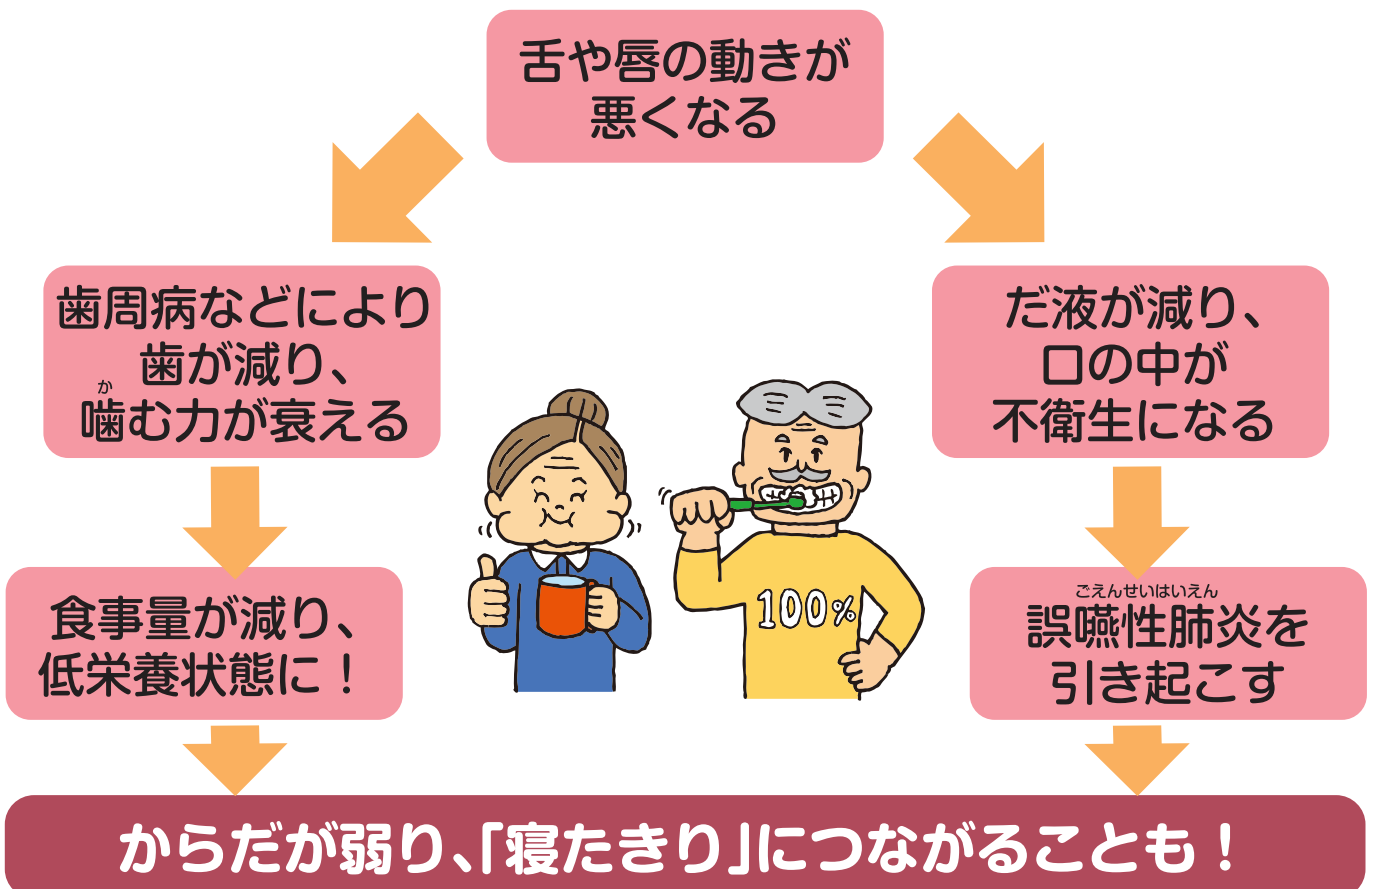 舌や唇の動きが
悪くなる
歯周病などにより
歯が減り、
か
噛む力が衰える
だ液が減り、
口の中が
不衛生になる
食事量が減り、
低栄養状態に！
ごえんせいはいえん
誤嚥性肺炎を
引き起こす
100%
からだが弱り、「寝たきり」につながることも！